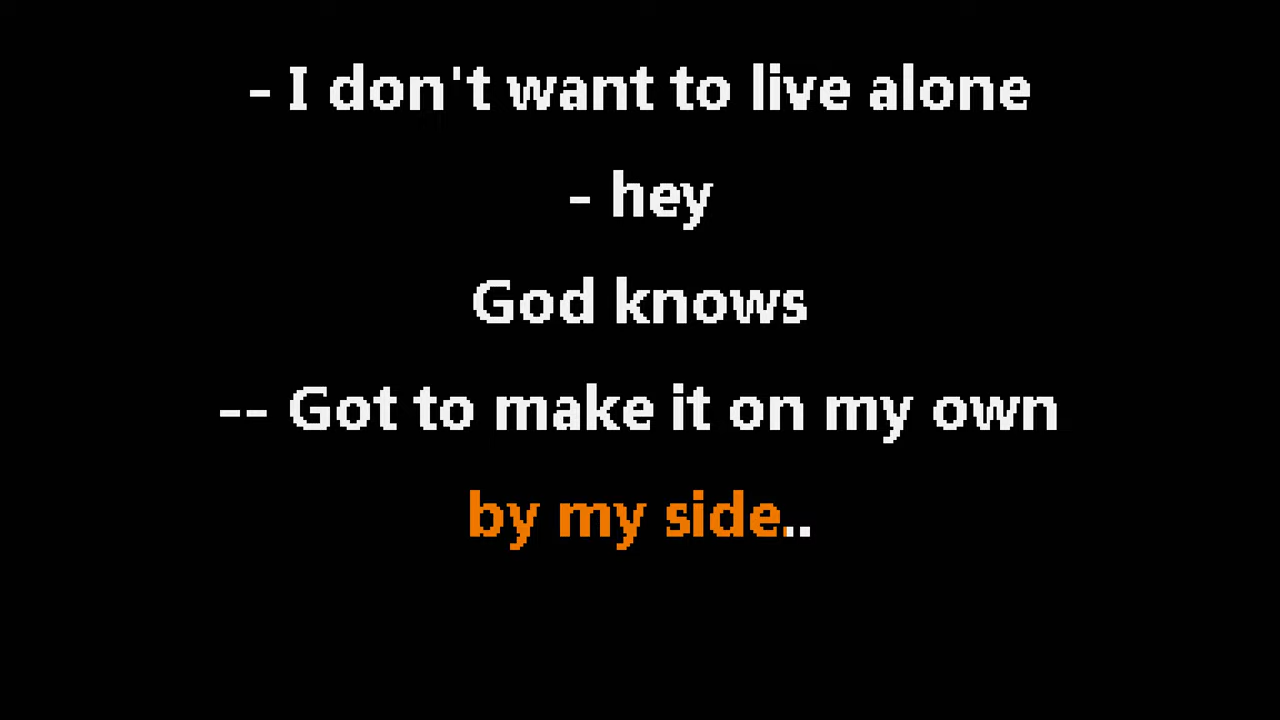 - I don't want to live alone
- hey
God knows
-- Got to make it on my own
by my side...